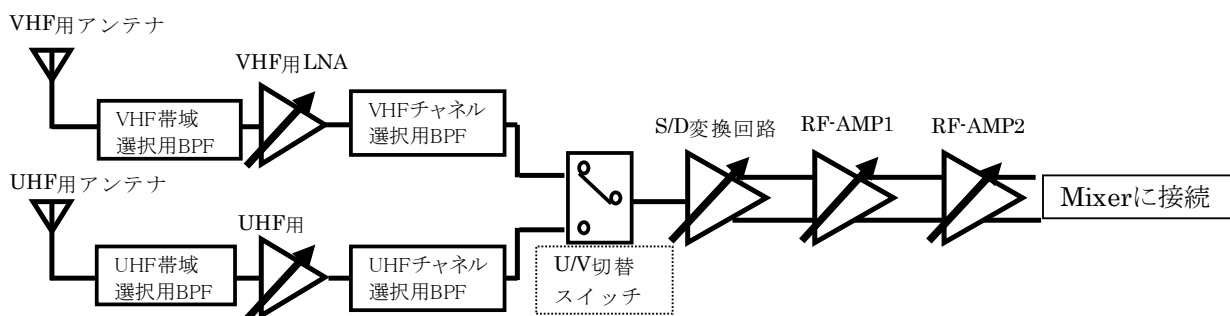 VHF用アンテナ
VHF用LNA
VHF帯域
選択用BPF
VHFチャネル
選択用BPF
S/D変換回路
RF-AMP1
RF-AMP2
Mixerに接続
UHF用アンテナ
UHF用
UHF帯域
選択用BPF
UHFチャネル
選択用BPF
U/V切替
スイッチ